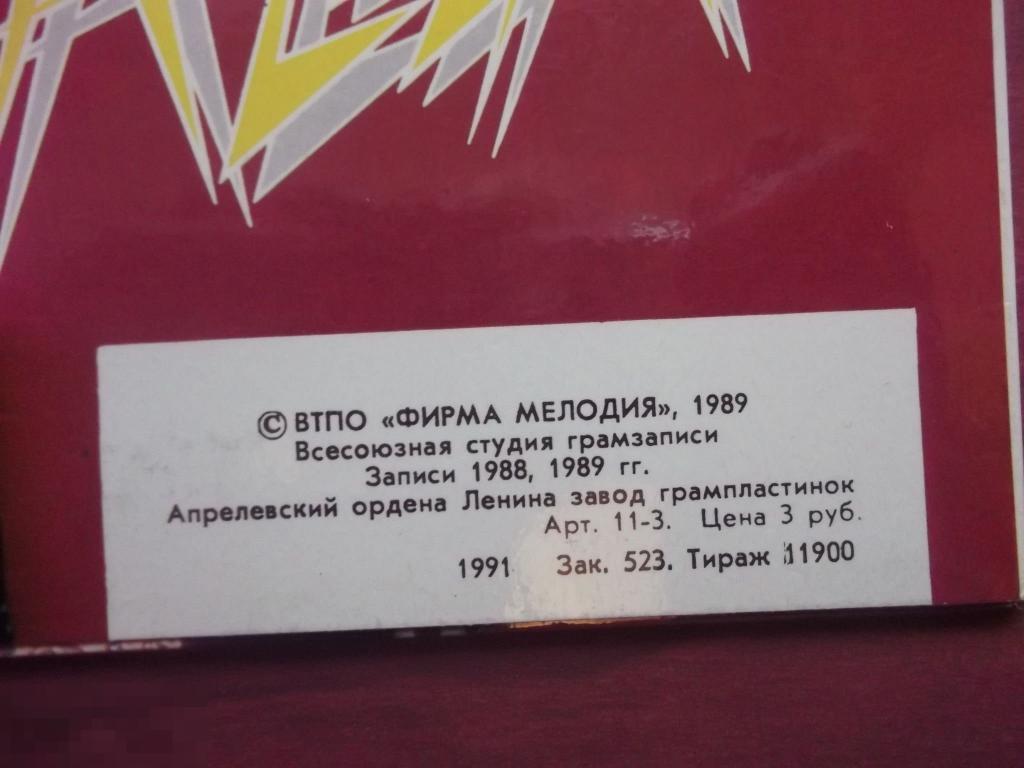 © ВТПО «ФИРМА МЕЛОДИЯ», 1989
Всесоюзная студия грамзаписи
Записи 1988, 1989 гг.
Апрелевский ордена Ленина завод грампластинок
Арт. 11-3. Цена 3 руб.
1991 Зак. 523. Тираж 11900